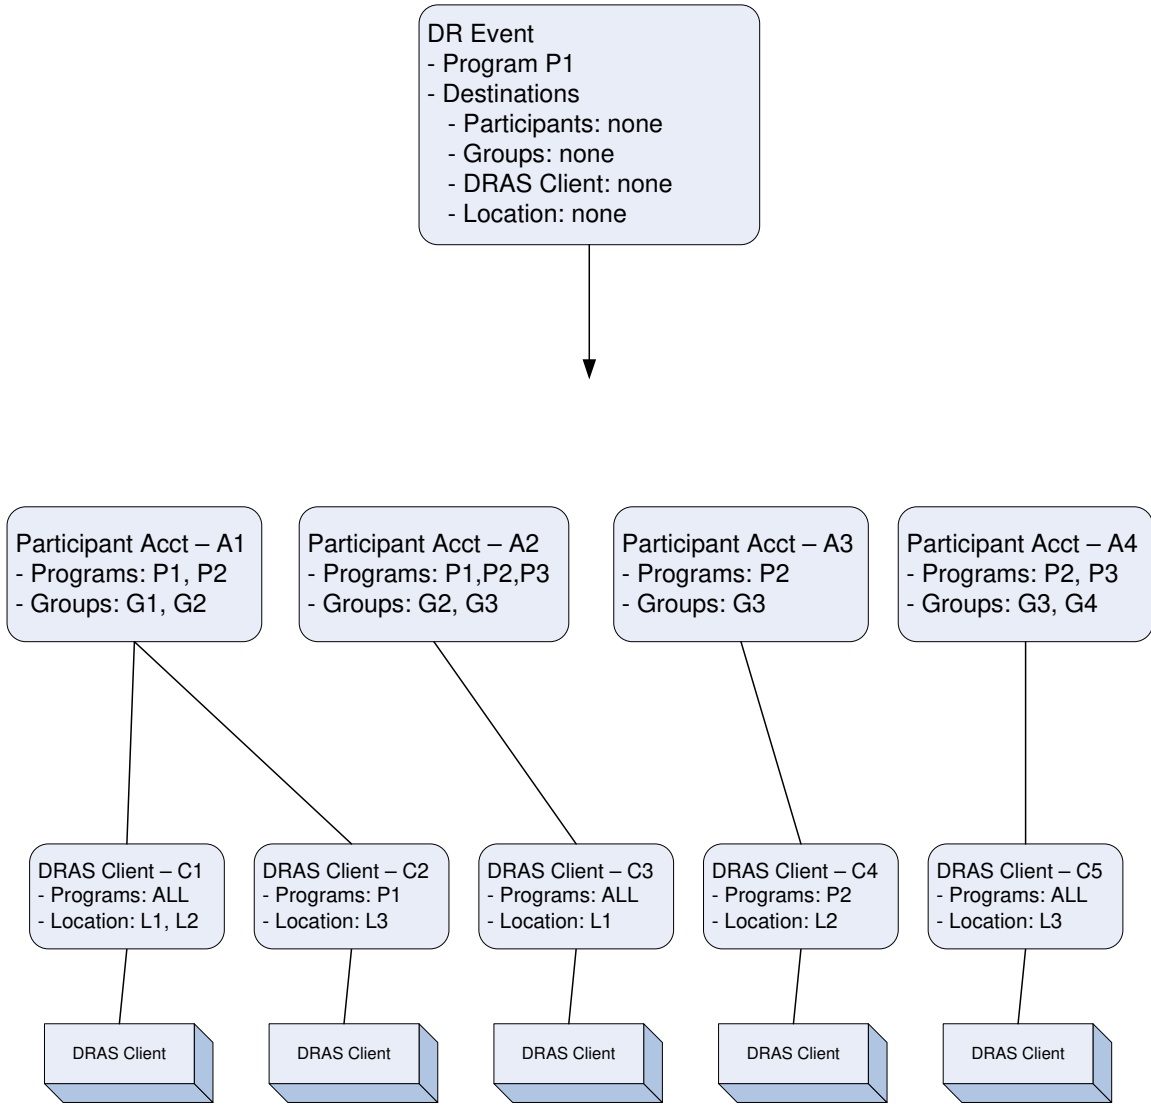 DR Event
- Program P1
- Destinations
- Participants: none
- Groups: none
- DRAS Client: none
- Location: none
Participant Acct – A1
- Programs: P1, P2
- Groups: G1, G2
Participant Acct – A2
- Programs: P1,P2,P3
- Groups: G2, G3
Participant Acct – A3
- Programs: P2
- Groups: G3
Participant Acct – A4
- Programs: P2, P3
- Groups: G3, G4
DRAS Client – C1
- Programs: ALL
- Location: L1, L2
DRAS Client – C2
- Programs: P1
- Location: L3
DRAS Client – C3
- Programs: ALL
- Location: L1
DRAS Client – C4
- Programs: P2
- Location: L2
DRAS Client – C5
- Programs: ALL
- Location: L3
DRAS Client
DRAS Client
DRAS Client
DRAS Client
DRAS Client